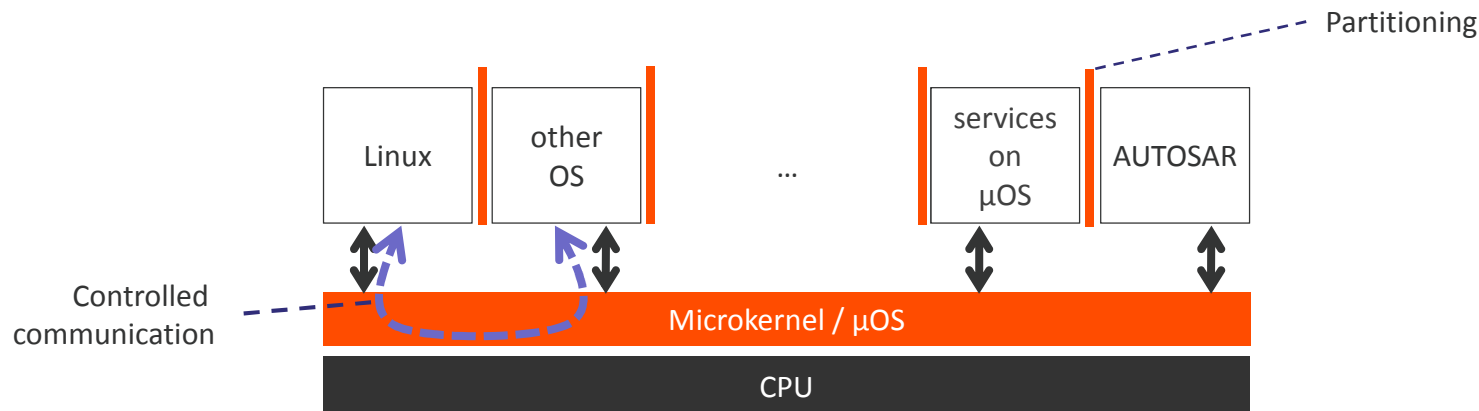 Partitioning
Linux
other
OS
...
services
on
µOS
AUTOSAR
Controlled
communication
Microkernel / µOS
CPU